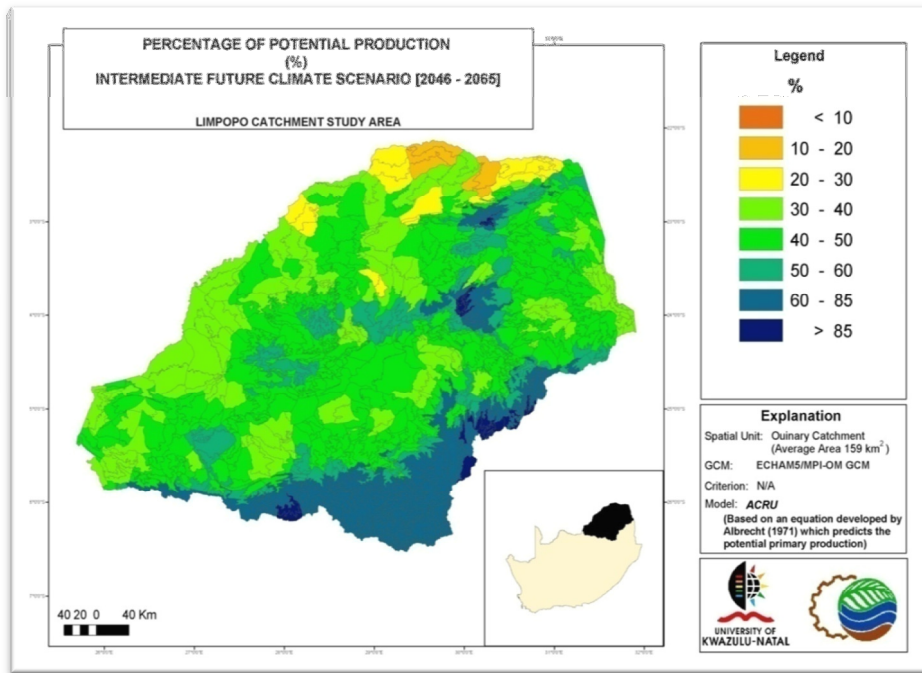 PERCENTAGE OF POTENTIAL PRODUCTION
(%)
INTERMEDIATE FUTURE CLIMATE SCENARIO [2046 - 2065]
LIMPOPO CATCHMENT STUDY AREA
Legend
%
< 10
10 - 20
20 - 30
30 - 40
40 - 50
50 - 60
60 - 85
> 85
Explanation
Spatial Unit: Quinary Catchment
(Average Area 159 km²)
GCM: ECHAM5/MPI-OM GCM
Criterion: N/A
Model: ACRU
(Based on an equation developed by
Albrecht (1971) which predicts the
potential primary production)
40 20 0 40 Km
UNIVERSITY OF
KWAZULU-NATAL